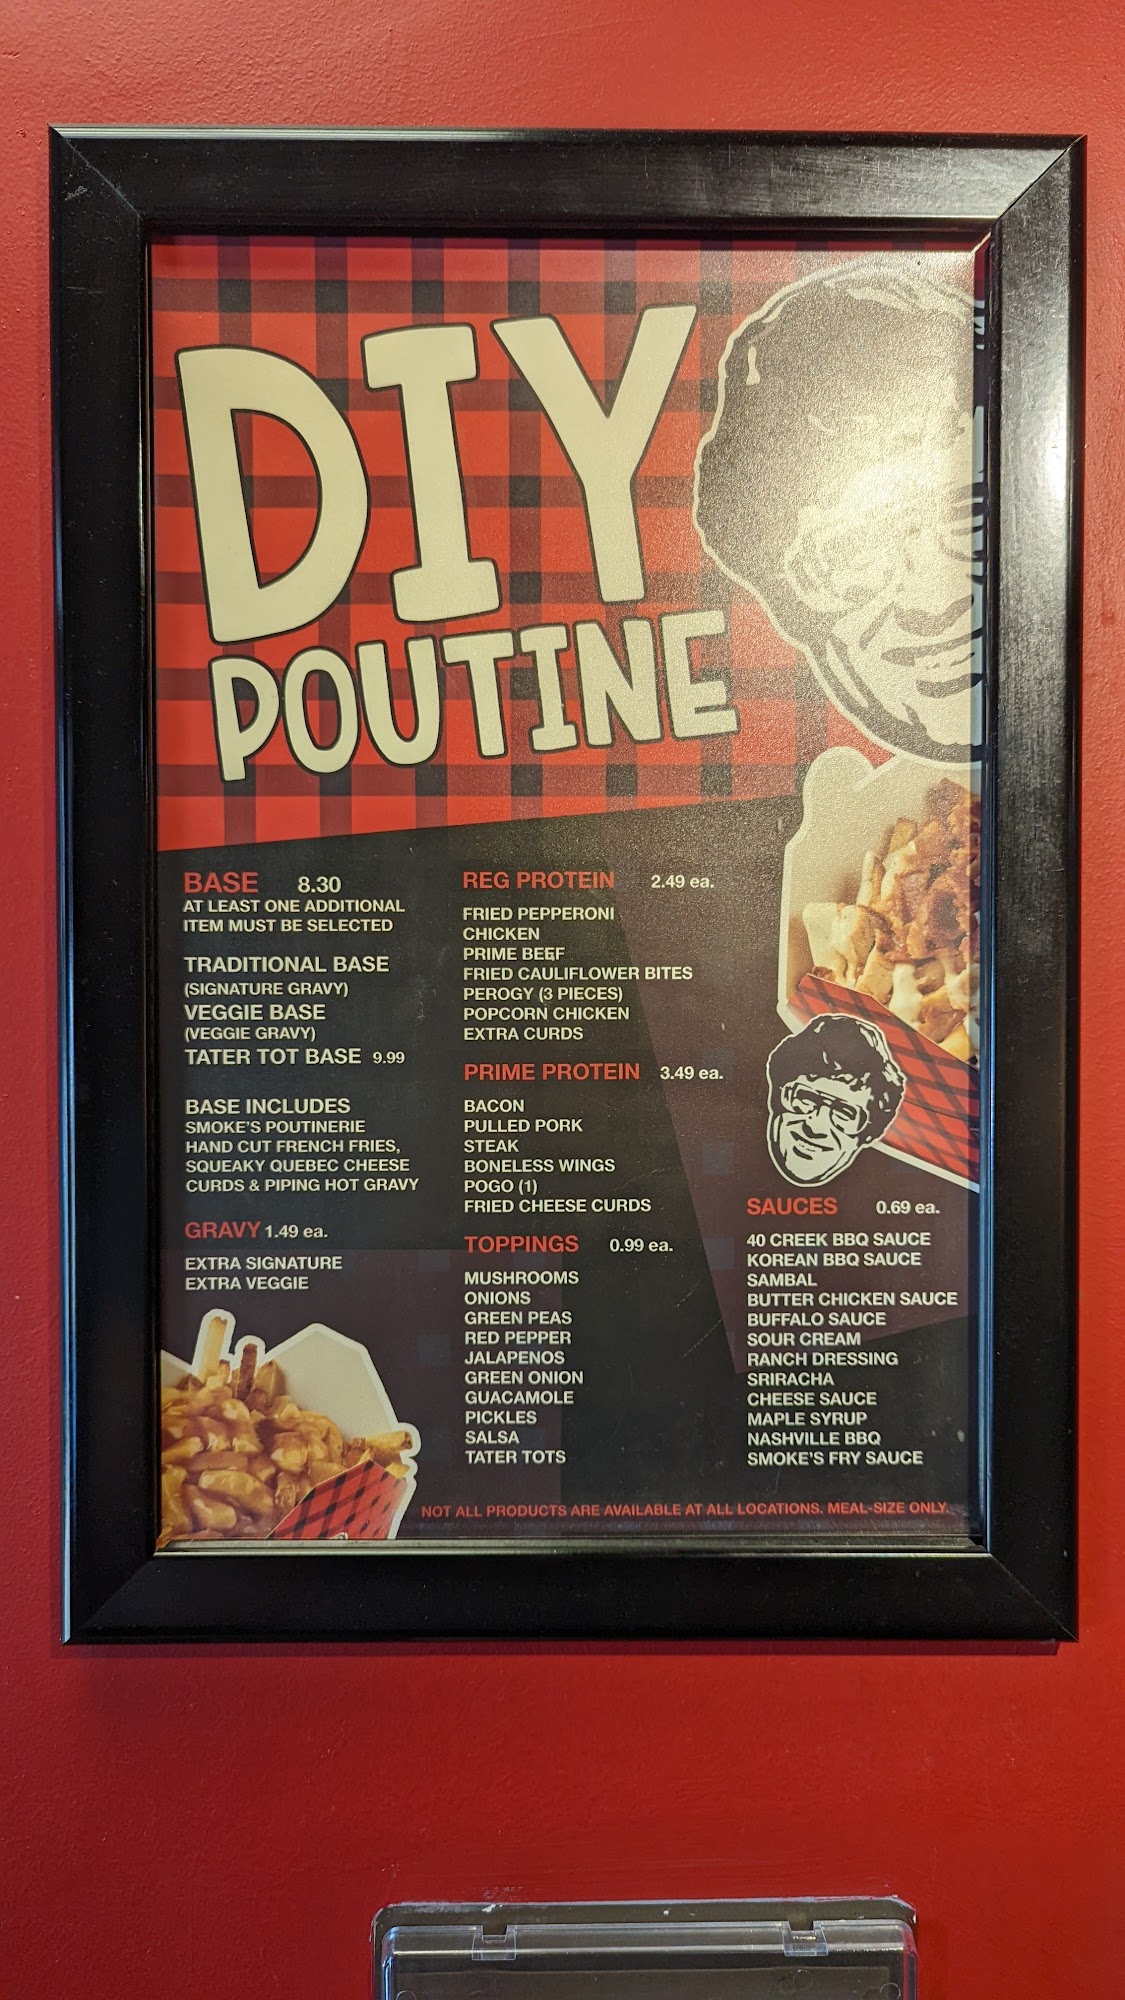 DIY
POUTINE
BASE 8.30
AT LEAST ONE ADDITIONAL
ITEM MUST BE SELECTED
TRADITIONAL BASE
(SIGNATURE GRAVY)
VEGGIE BASE
(VEGGIE GRAVY)
TATER TOT BASE 9.99
BASE INCLUDES
SMOKE'S POUTINERIE
HAND CUT FRENCH FRIES,
SQUEAKY QUEBEC CHEESE
CURDS & PIPING HOT GRAVY
GRAVY 1.49 ea.
EXTRA SIGNATURE
EXTRA VEGGIE
REG PROTEIN 2.49 ea.
FRIED PEPPERONI
CHICKEN
PRIME BEEF
FRIED CAULIFLOWER BITES
PEROGY (3 PIECES)
POPCORN CHICKEN
EXTRA CURDS
PRIME PROTEIN 3.49 ea.
BACON
PULLED PORK
STEAK
BONELESS WINGS
POGO (1)
FRIED CHEESE CURDS
TOPPINGS 0.99 ea.
MUSHROOMS
ONIONS
GREEN PEAS
RED PEPPER
JALAPENOS
GREEN ONION
GUACAMOLE
PICKLES
SALSA
TATER TOTS
SAUCES 0.69 ea.
40 CREEK BBQ SAUCE
KOREAN BBQ SAUCE
SAMBAL
BUTTER CHICKEN SAUCE
BUFFALO SAUCE
SOUR CREAM
RANCH DRESSING
SRIRACHA
CHEESE SAUCE
MAPLE SYRUP
NASHVILLE BBQ
SMOKE'S FRY SAUCE
NOT ALL PRODUCTS ARE AVAILABLE AT ALL LOCATIONS. MEAL-SIZE ONLY.